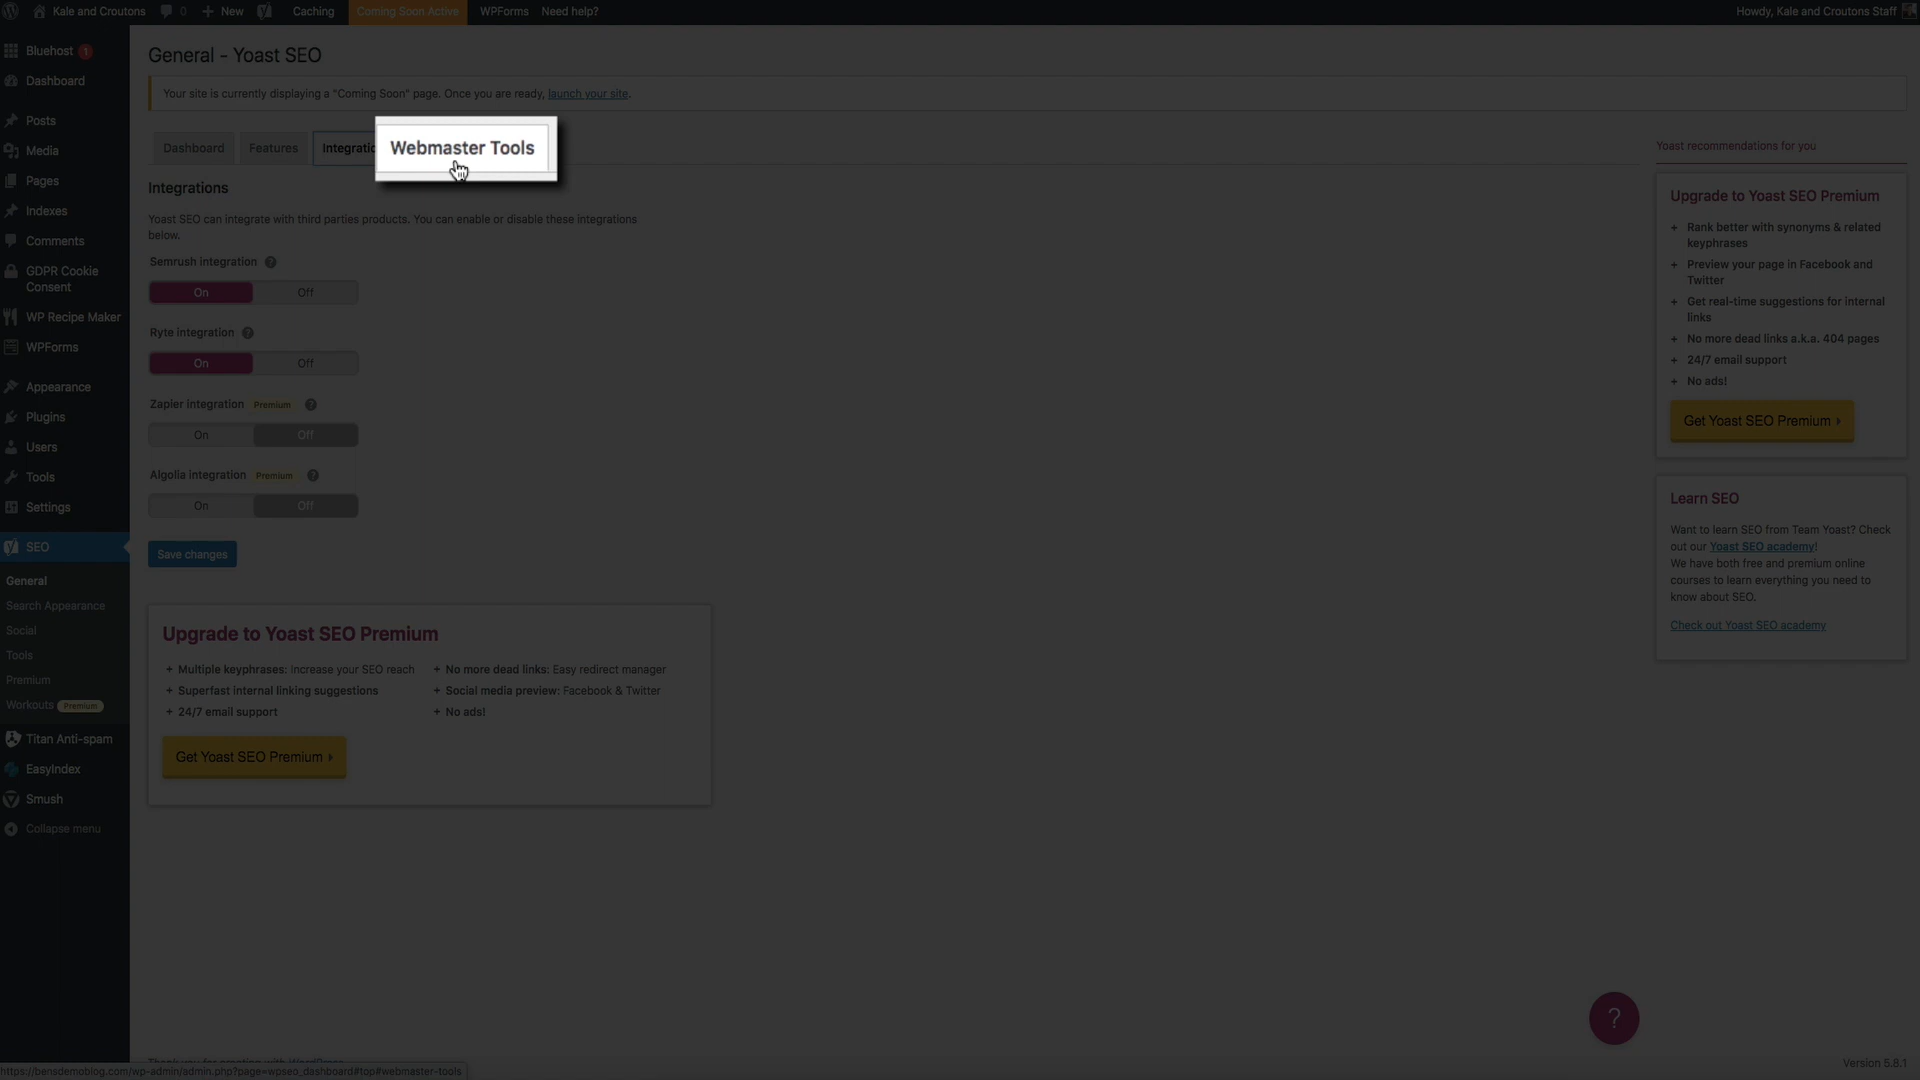 Kale and Croutons
0
New
Caching
Coming Soon Active
WPForms
Need help?
Howdy, Kale and Croutons Staff
Bluehost 1
Dashboard
Posts
Media
Pages
Indexes
Comments
GDPR Cookie
Consent
WP Recipe Maker
WPForms
Appearance
Plugins
Users
Tools
Settings
SEO
General
Search Appearance
Social
Tools
Premium
Workouts Premium
Titan Anti-spam
EasyIndex
Smush
Collapse menu
General - Yoast SEO
Your site is currently displaying a "Coming Soon" page. Once you are ready, launch your site.
Dashboard
Features
Webmaster Tools
Integrations
Yoast SEO can integrate with third parties products. You can enable or disable these integrations
below.
Semrush integration ?
On Off
Ryte integration ?
On Off
Zapier integration Premium ?
On Off
Algolia integration Premium ?
On Off
Save changes
Upgrade to Yoast SEO Premium
+ Multiple keyphrases: Increase your SEO reach
+ Superfast internal linking suggestions
+ 24/7 email support
+ No more dead links: Easy redirect manager
+ Social media preview: Facebook & Twitter
+ No ads!
Get Yoast SEO Premium
Yoast recommendations for you
Upgrade to Yoast SEO Premium
+ Rank better with synonyms & related
keyphrases
+ Preview your page in Facebook and
Twitter
+ Get real-time suggestions for internal
links
+ No more dead links a.k.a. 404 pages
+ 24/7 email support
+ No ads!
Get Yoast SEO Premium
Learn SEO
Want to learn SEO from Team Yoast? Check
out our Yoast SEO academy!
We have both free and premium online
courses to learn everything you need to
know about SEO.
Check out Yoast SEO academy
?
Version 5.8.1
https://bensdemoblog.com/wp-admin/admin.php?page=wpseo_dashboard#top#webmaster-tools